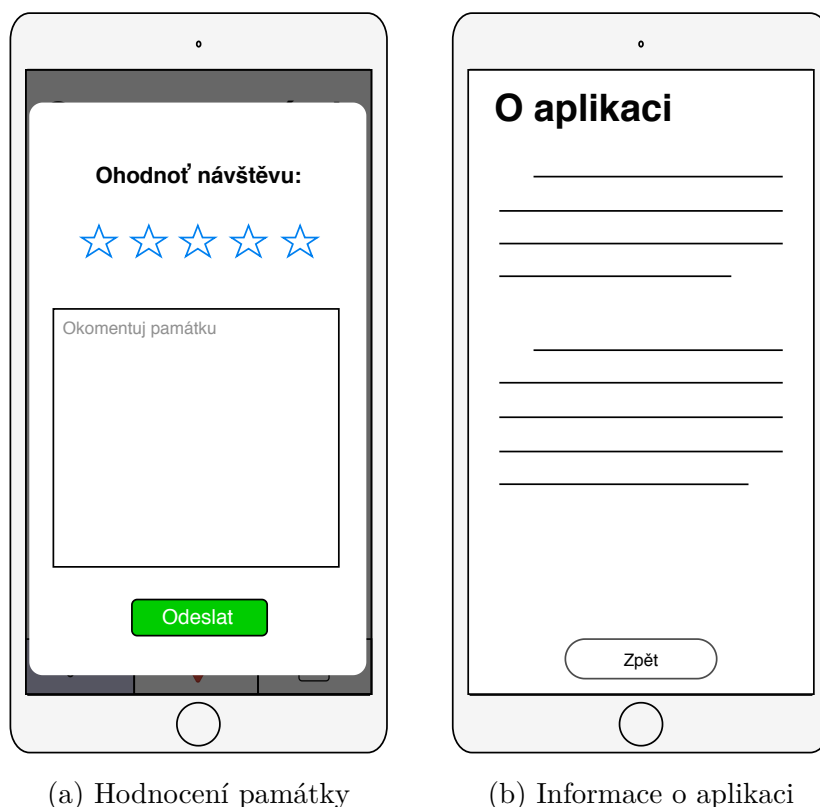 Ohodnoť návštěvu:
Okomentuj památku
Odeslat
(a) Hodnocení památky
O aplikaci
Zpět
(b) Informace o aplikaci